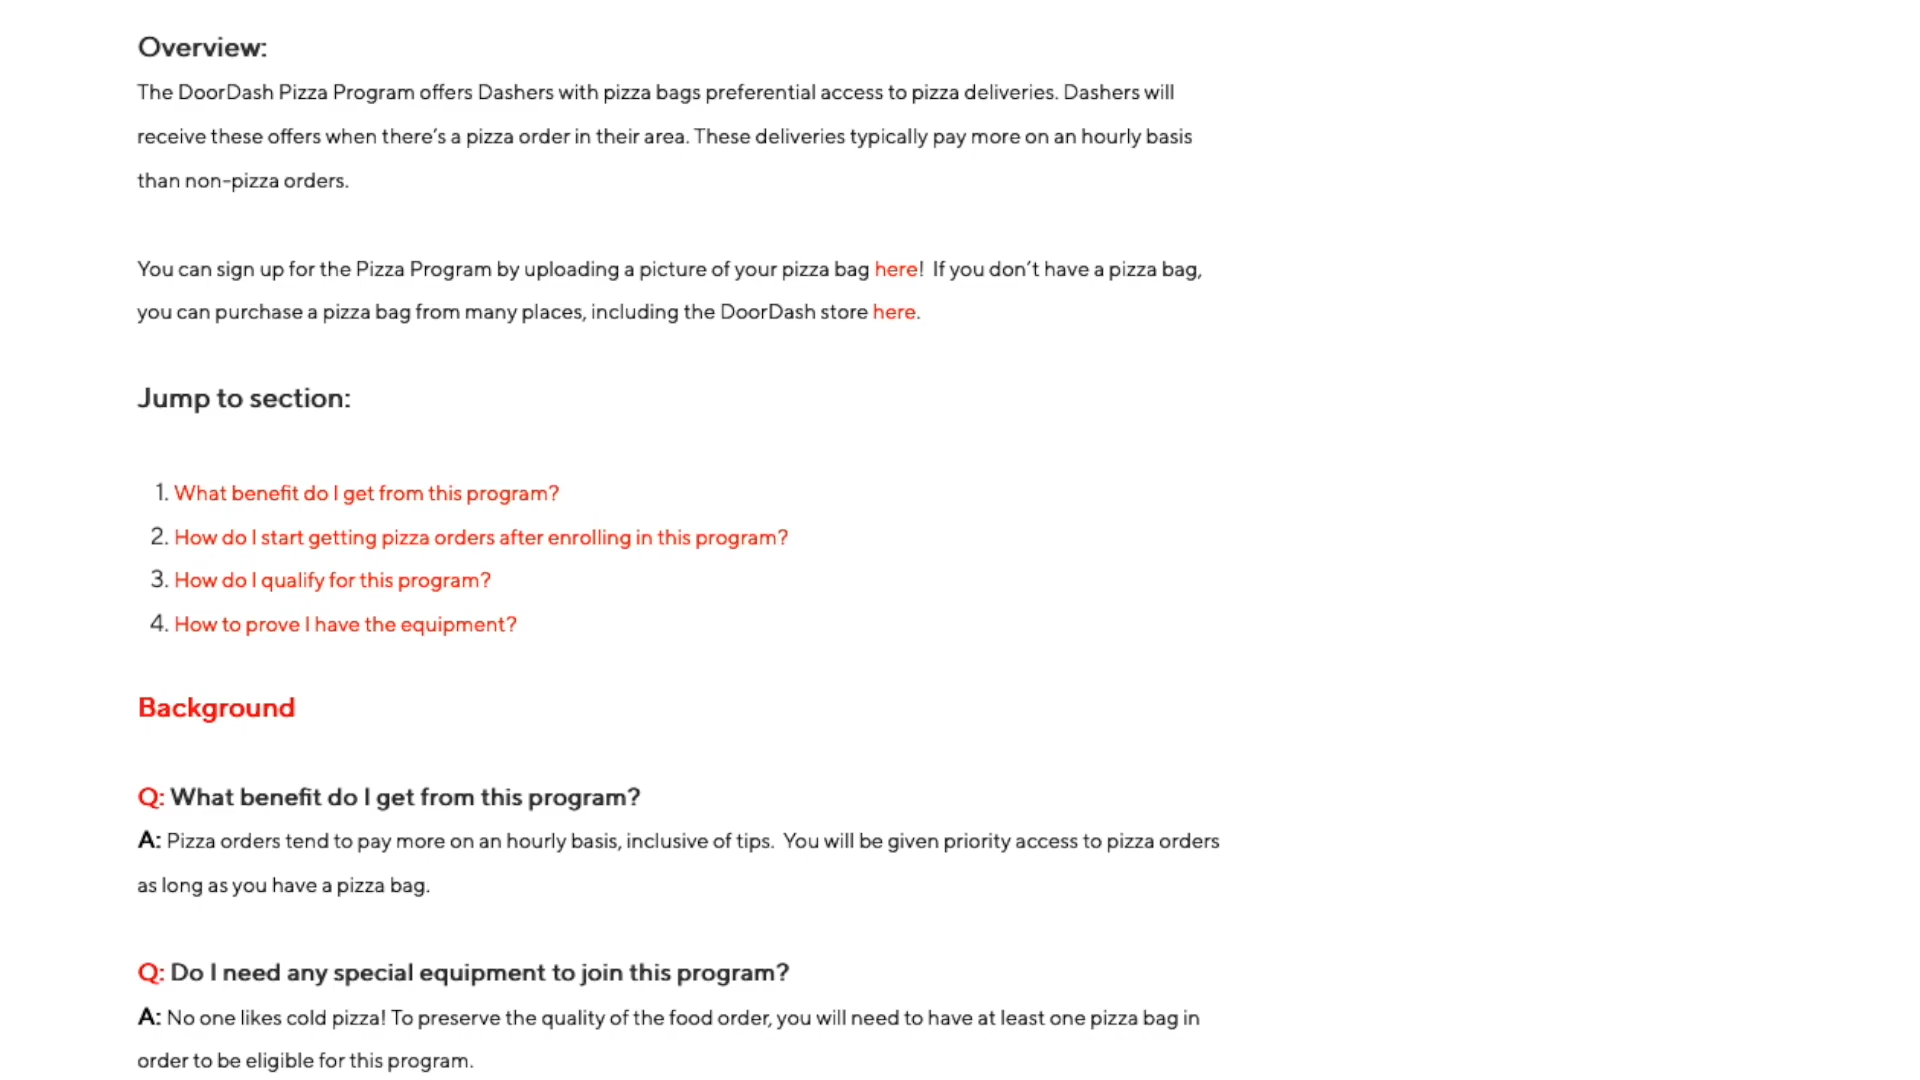 Overview:
The DoorDash Pizza Program offers Dashers with pizza bags preferential access to pizza deliveries. Dashers will
receive these offers when there's a pizza order in their area. These deliveries typically pay more on an hourly basis
than non-pizza orders.
You can sign up for the Pizza Program by uploading a picture of your pizza bag here! If you don't have a pizza bag,
you can purchase a pizza bag from many places, including the DoorDash store here.
Jump to section:
1. What benefit do I get from this program?
2. How do I start getting pizza orders after enrolling in this program?
3. How do I qualify for this program?
4. How to prove I have the equipment?
Background
Q: What benefit do I get from this program?
A: Pizza orders tend to pay more on an hourly basis, inclusive of tips. You will be given priority access to pizza orders
as long as you have a pizza bag.
Q: Do I need any special equipment to join this program?
A: No one likes cold pizza! To preserve the quality of the food order, you will need to have at least one pizza bag in
order to be eligible for this program.